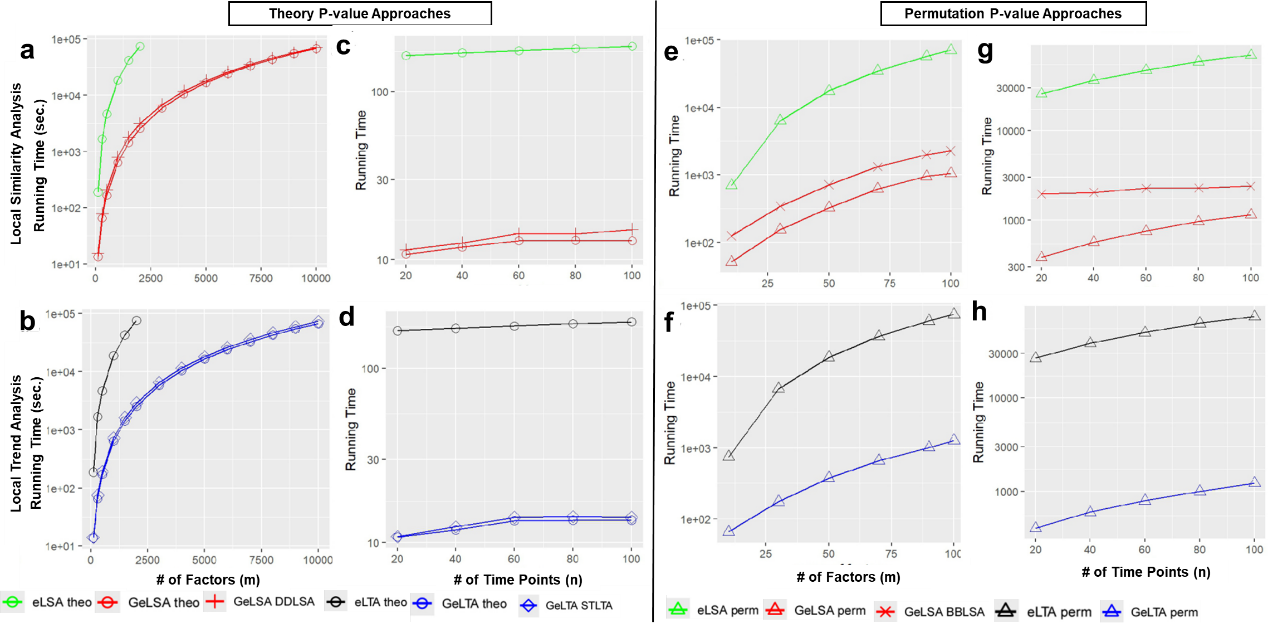 Theory P-value Approaches
Permutation P-value Approaches
a
Local Similarity Analysis
Running Time (sec.)
1e+05
1e+04
1e+03
1e+02
1e+01
0 2500 5000 7500 10000
c
Running Time
100
30
10
20 40 60 80 100
e
Running Time
1e+05
1e+04
1e+03
1e+02
25 50 75 100
g
Running Time
30000
10000
3000
1000
300
20 40 60 80 100
b
Local Trend Analysis
Running Time (sec.)
1e+05
1e+04
1e+03
1e+02
1e+01
0 2500 5000 7500 10000
# of Factors (m)
d
Running Time
100
30
10
20 40 60 80 100
# of Time Points (n)
f
Running Time
1e+05
1e+04
1e+03
1e+02
25 50 75 100
# of Factors (m)
h
Running Time
30000
10000
3000
1000
20 40 60 80 100
# of Time Points (n)
eLSA theo GeLSA theo GeLSA DDLSA eLTA theo GeLTA theo GeLTA STLTA
eLSA perm GeLSA perm GeLSA BBLSA eLTA perm GeLTA perm